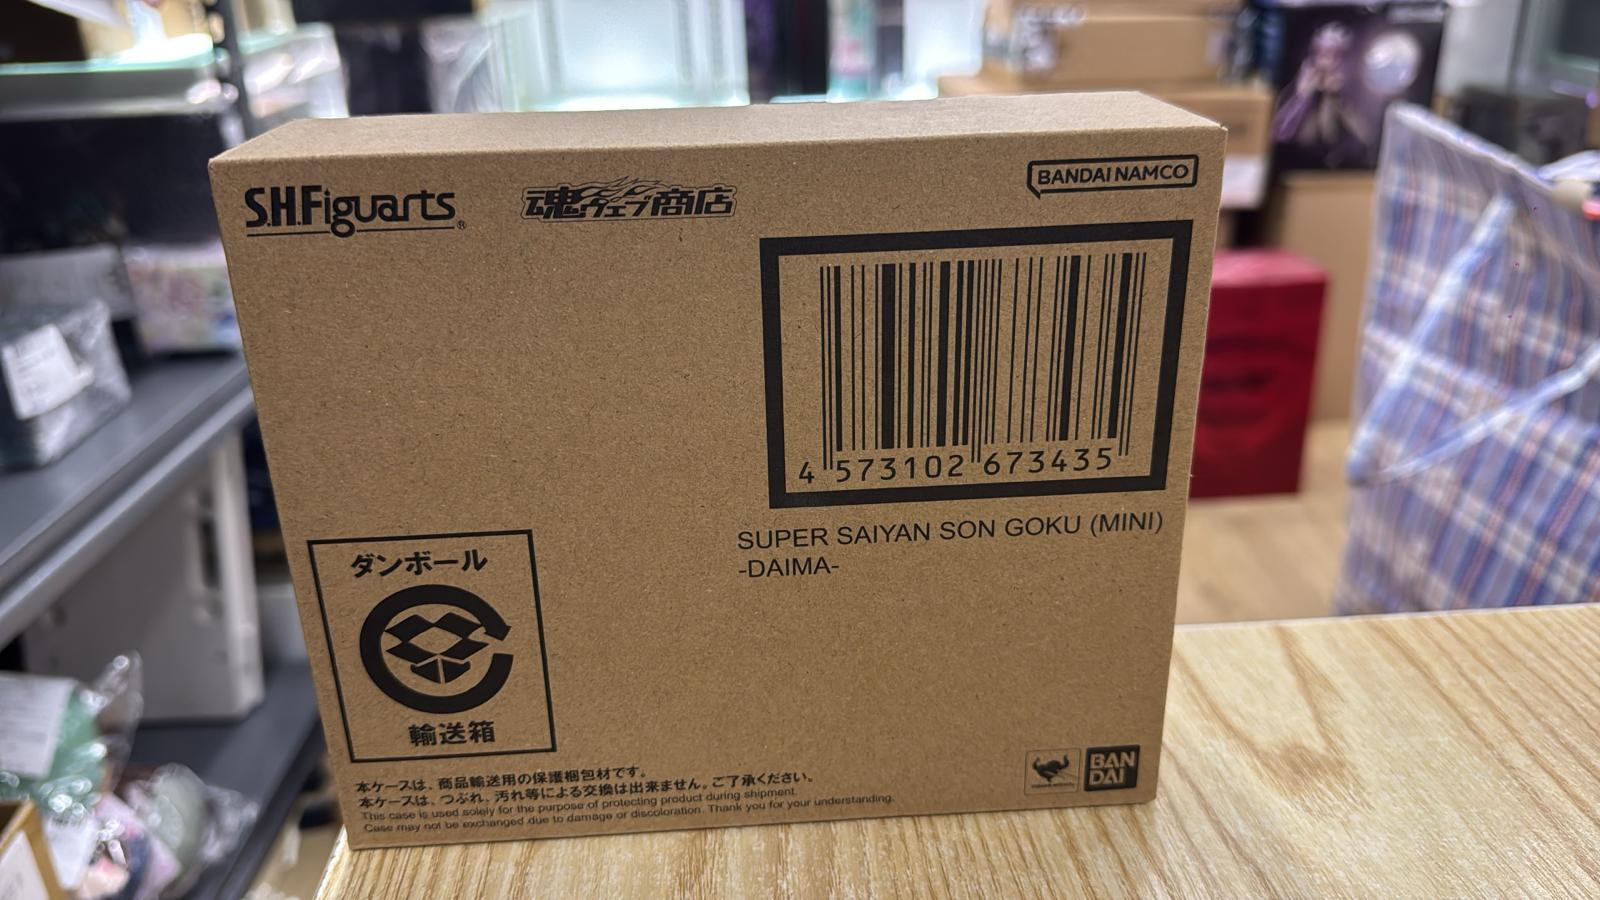 S.H.Figuarts®
魂ウェブ商店
BANDAI NAMCO
4 573102 673435
SUPER SAIYAN SON GOKU (MINI)
-DAIMA-
ダンボール
輸送箱
本ケースは、商品輸送用の保護梱包材です。
本ケースは、つぶれ、汚れ等による交換は出来ません。ご了承ください。
This case is used solely for the purpose of protecting product during shipment.
Case may not be exchanged due to damage or discoloration. Thank you for your understanding.
BAN
DAI